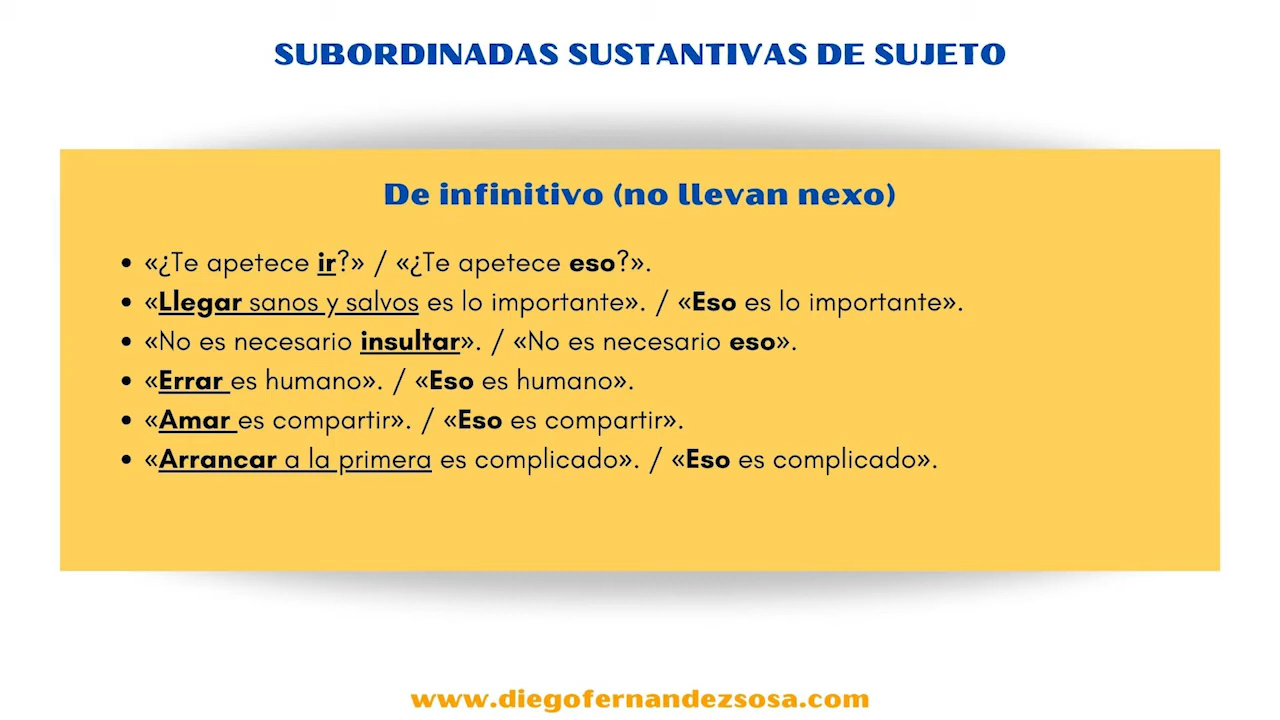 SUBORDINADAS SUSTANTIVAS DE SUJETO
De infinitivo (no llevan nexo)
• «¿Te apetece ir?» / «¿Te apetece eso?».
• «Llegar sanos y salvos es lo importante». / «Eso es lo importante».
• «No es necesario insultar». / «No es necesario eso».
• «Errar es humano». / «Eso es humano».
• «Amar es compartir». / «Eso es compartir».
• «Arrancar a la primera es complicado». / «Eso es complicado».
www.diegofernandezsosa.com